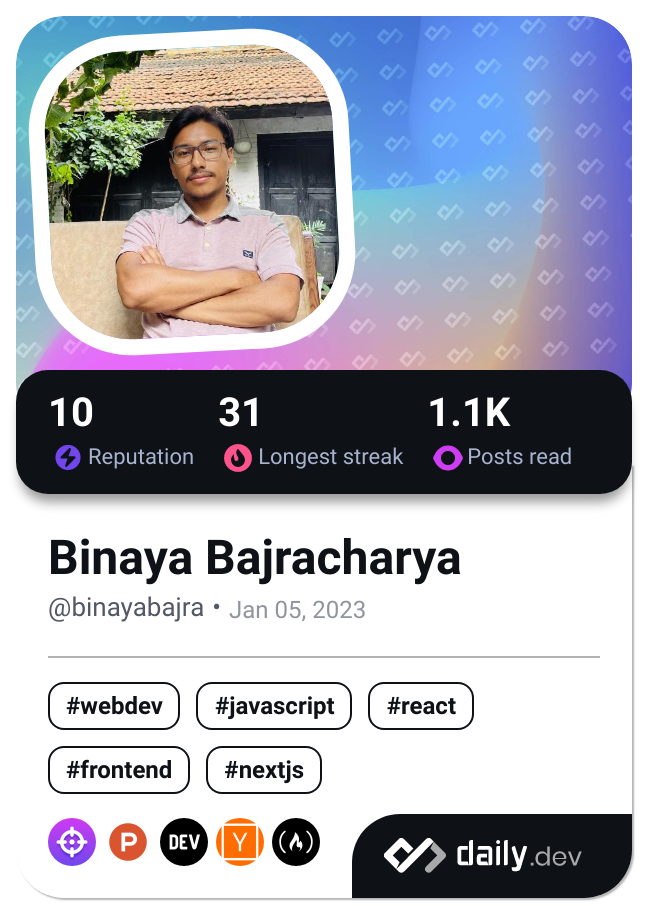 10 31 1.1K
Reputation Longest streak Posts read
Binaya Bajracharya
@binayabajra • Jan 05, 2023
#webdev #javascript #react
#frontend #nextjs
P DEV Y
daily.dev